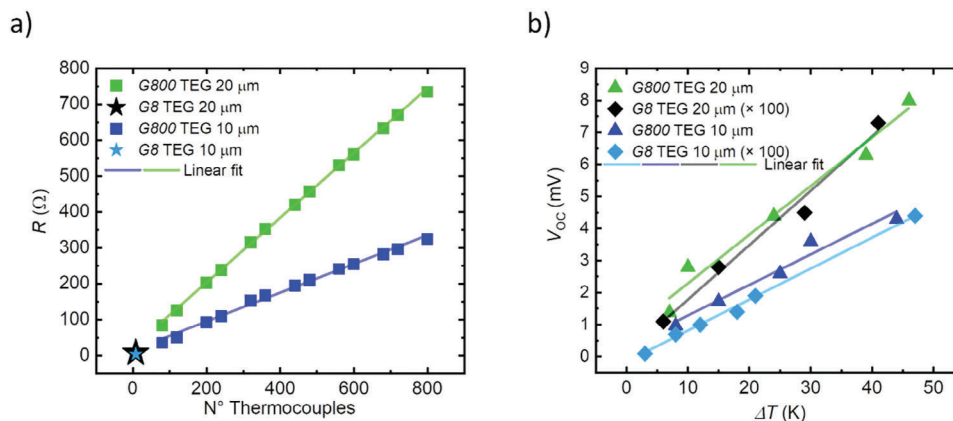 a)
800
700
600
500
400
300
200
100
0
R (Ω)
G800 TEG 20 μm
G8 TEG 20 μm
G800 TEG 10 μm
G8 TEG 10 μm
Linear fit
0 200 400 600 800
N° Thermocouples
b)
9
8
7
6
5
4
3
2
1
0
VOC (mV)
G800 TEG 20 μm
G8 TEG 20 μm (× 100)
G800 TEG 10 μm
G8 TEG 10 μm (× 100)
Linear fit
0 10 20 30 40 50
ΔT (K)